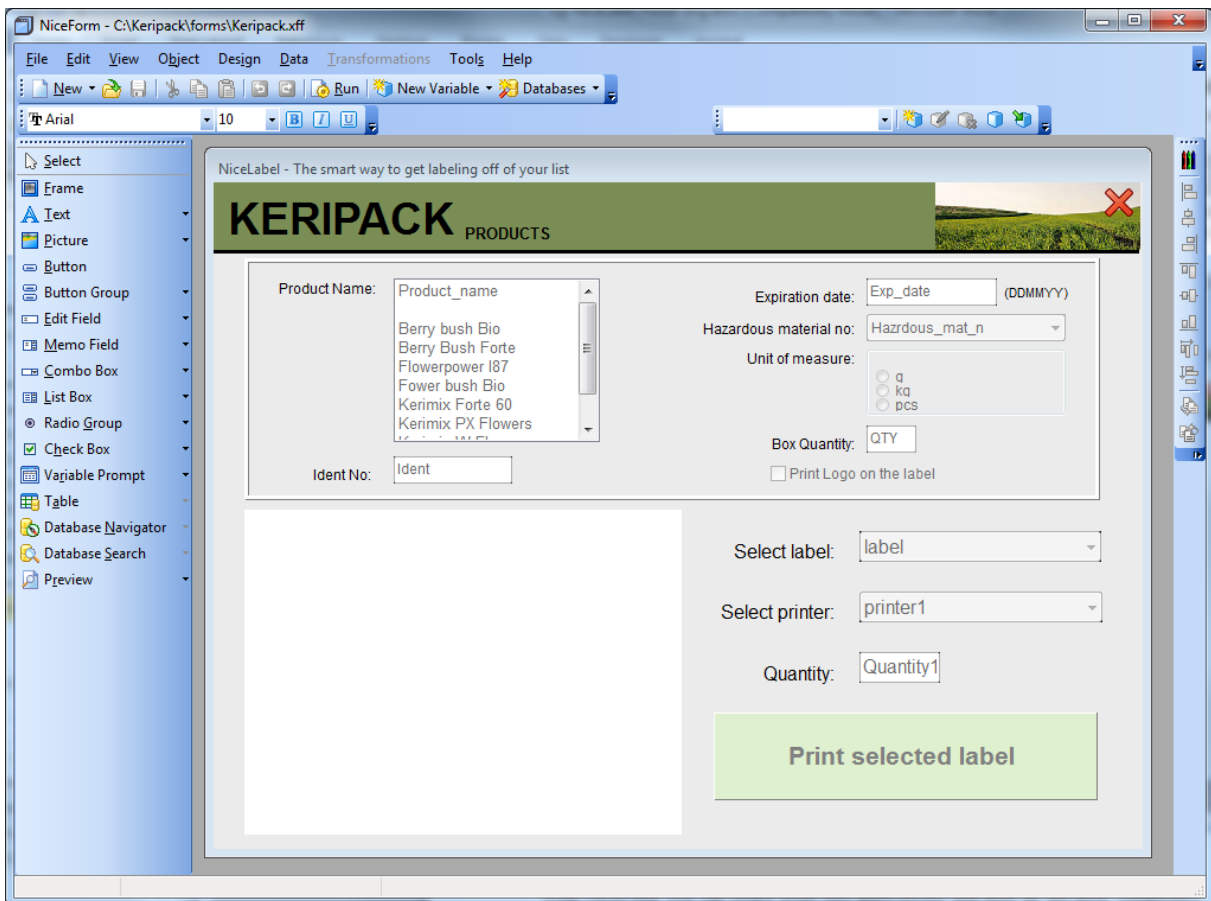 NiceForm - C:\Keripack\forms\Keripack.xff
File Edit View Object Design Data Transformations Tools Help
New Run New Variable Databases
Arial 10 B I U
Select
Frame
Text
Picture
Button
Button Group
Edit Field
Memo Field
Combo Box
List Box
Radio Group
Check Box
Variable Prompt
Table
Database Navigator
Database Search
Preview
NiceLabel - The smart way to get labeling off of your list
KERIPACK PRODUCTS
Product Name: Product_name
Berry bush Bio
Berry Bush Forte
Flowerpower I87
Fower bush Bio
Kerimix Forte 60
Kerimix PX Flowers
Ident No: Ident
Expiration date: Exp_date (DDMMYY)
Hazardous material no: Hazrdous_mat_n
Unit of measure:
g
kg
pcs
Box Quantity: QTY
Print Logo on the label
Select label: label
Select printer: printer1
Quantity: Quantity1
Print selected label